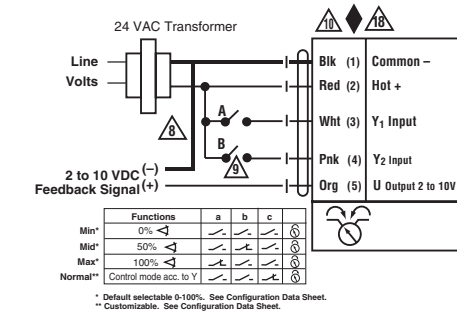 24 VAC Transformer
10 18
Line
Volts
Blk (1) Common –
Red (2) Hot +
A
Wht (3) Y1 Input
8
B
9
Pnk (4) Y2 Input
2 to 10 VDC (–)
Feedback Signal (+)
Org (5) U Output 2 to 10V
Functions a b c
Min* 0%
Mid* 50%
Max* 100%
Normal** Control mode acc. to Y
* Default selectable 0-100%. See Configuration Data Sheet.
** Customizable. See Configuration Data Sheet.